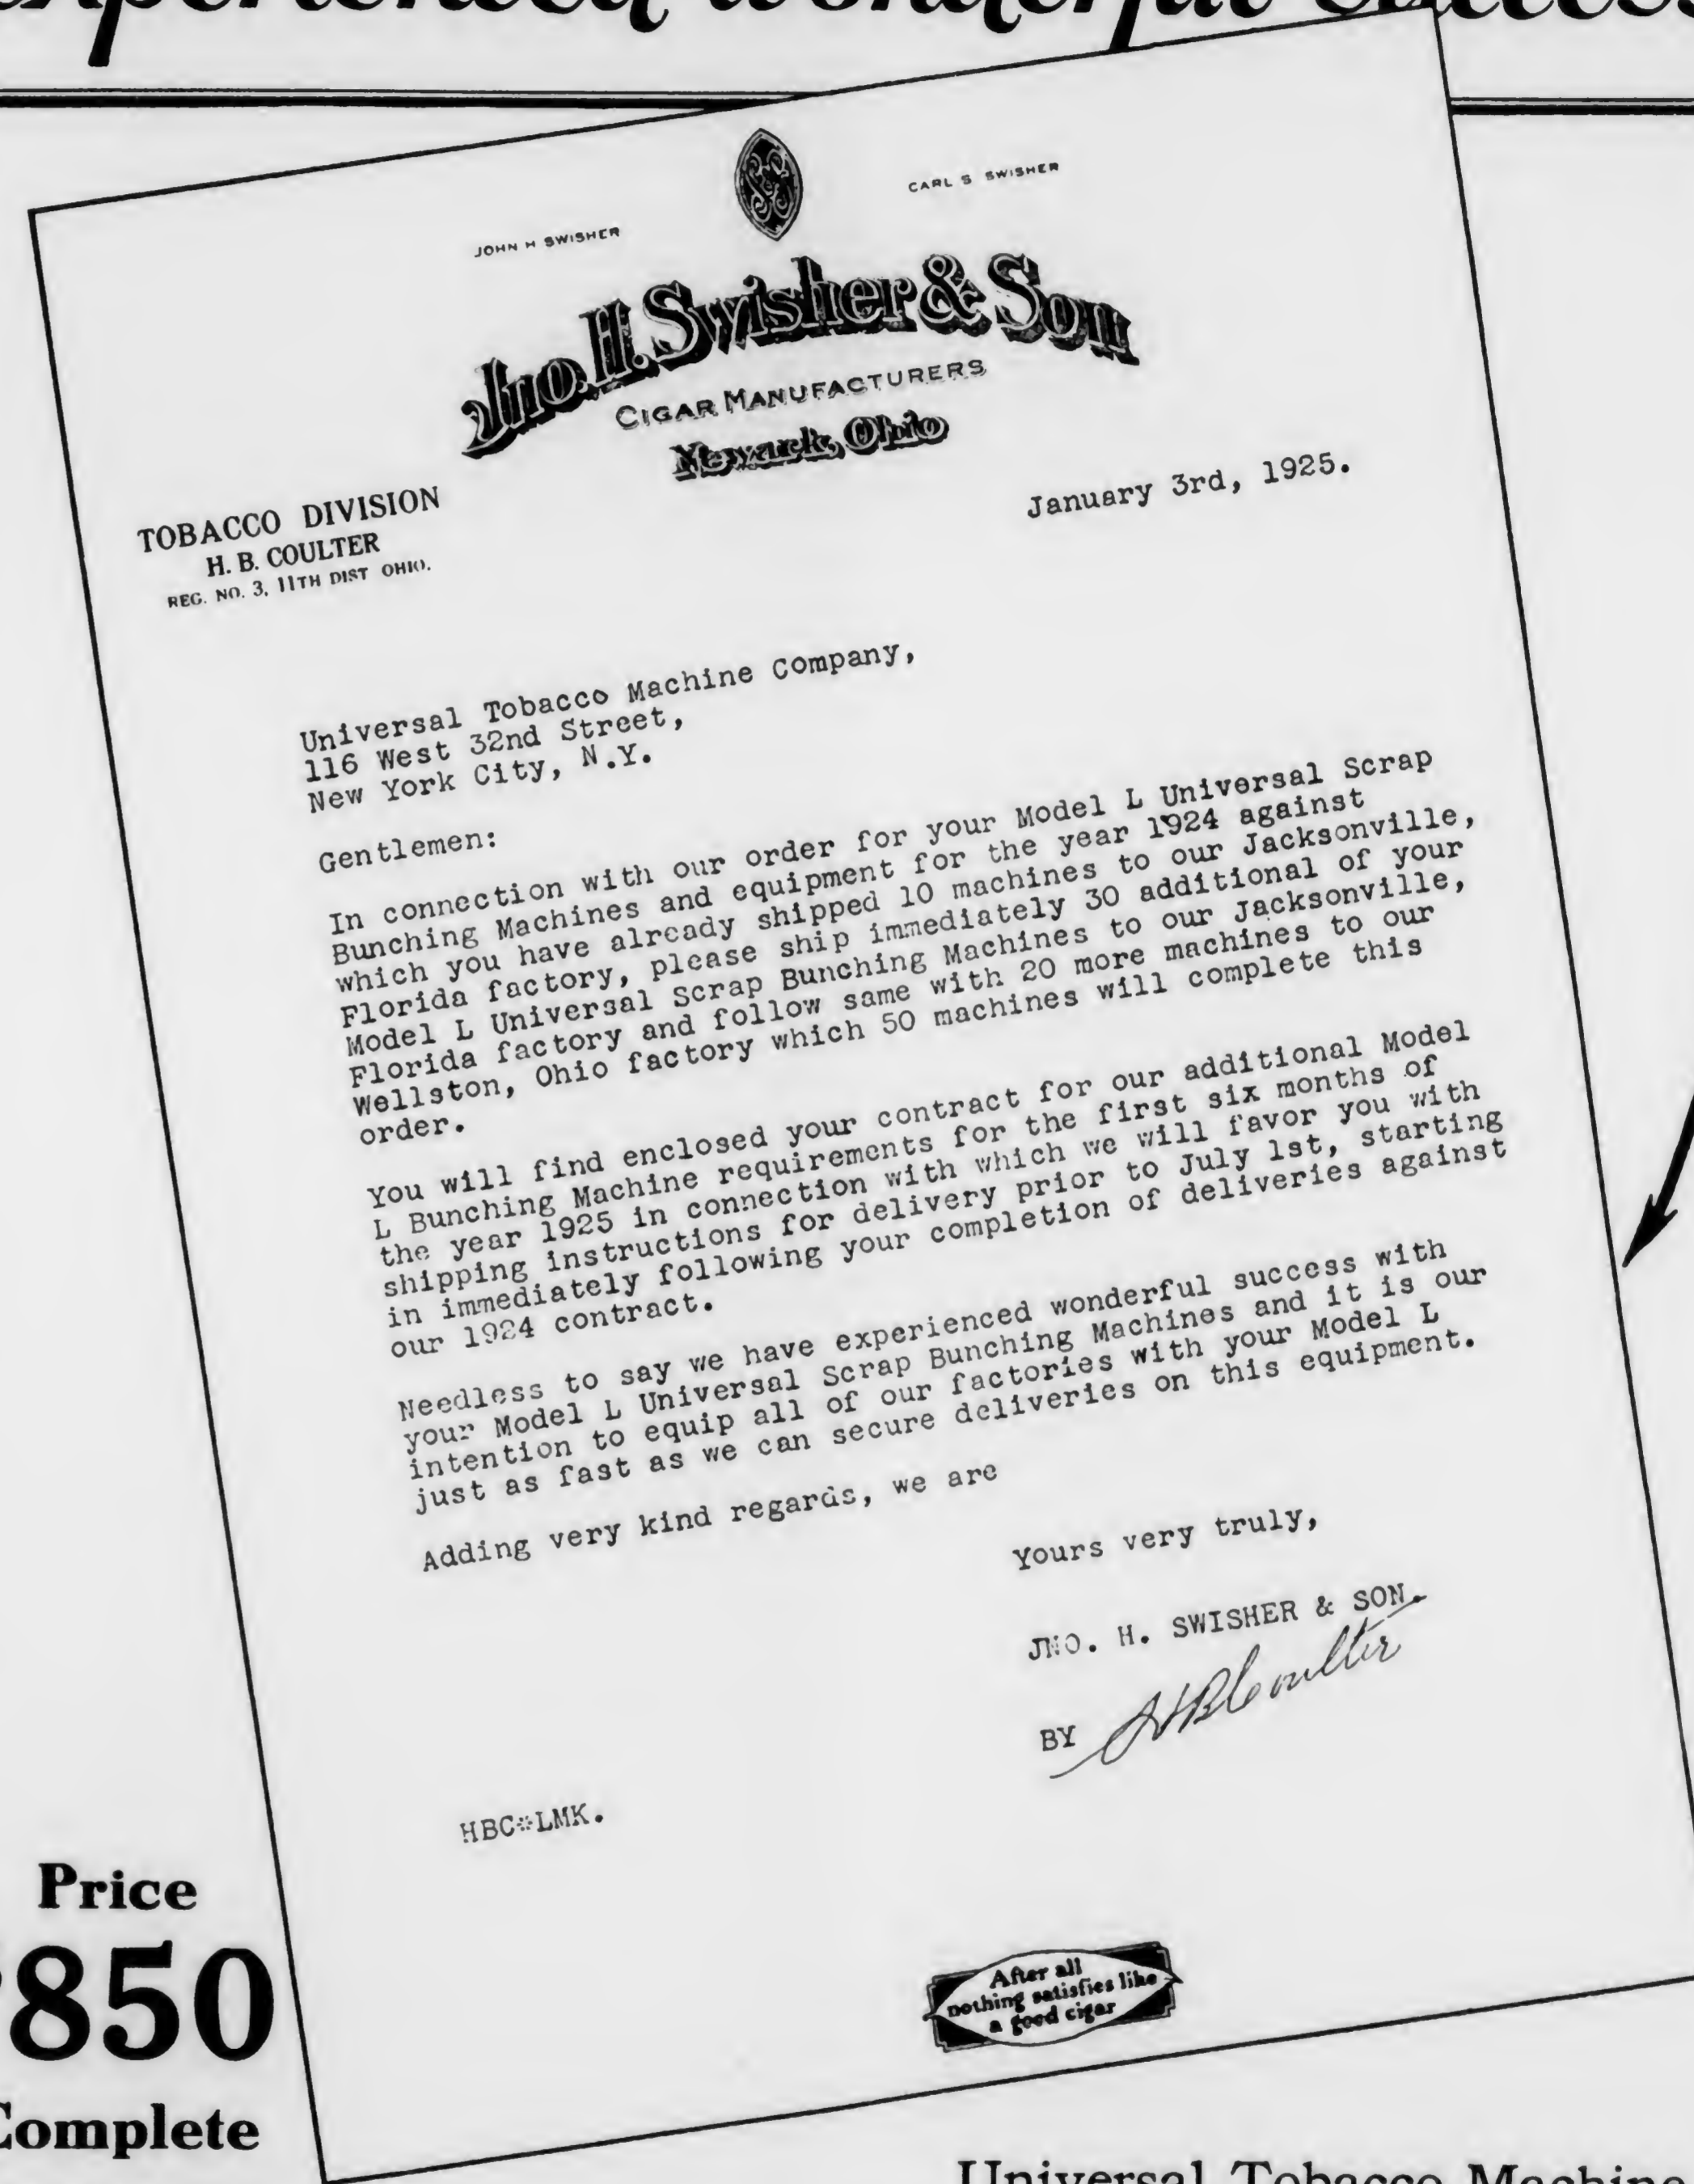 experienced wonderful success
JOHN H SWISHER
CARL S SWISHER
Jno. H. Swisher & Son
CIGAR MANUFACTURERS
Newark, Ohio
January 3rd, 1925.
TOBACCO DIVISION
H. B. COULTER
REG. NO. 3, 11TH DIST OHIO.
Universal Tobacco Machine Company,
116 West 32nd Street,
New York City, N.Y.
Gentlemen:
In connection with our order for your Model L Universal Scrap
Bunching Machines and equipment for the year 1924 against
which you have already shipped 10 machines to our Jacksonville,
Florida factory, please ship immediately 30 additional of your
Model L Universal Scrap Bunching Machines to our Jacksonville,
Florida factory and follow same with 20 more machines to our
Wellston, Ohio factory which 50 machines will complete this
order.
You will find enclosed your contract for our additional Model
L Bunching Machine requirements for the first six months of
the year 1925 in connection with which we will favor you with
shipping instructions for delivery prior to July 1st, starting
in immediately following your completion of deliveries against
our 1924 contract.
Needless to say we have experienced wonderful success with
your Model L Universal Scrap Bunching Machines and it is our
intention to equip all of our factories with your Model L
just as fast as we can secure deliveries on this equipment.
Adding very kind regards, we are
Yours very truly,
JNO. H. SWISHER & SON.
BY HBCoulter
HBC*LMK.
Price
850
Complete
After all
nothing satisfies like
a good cigar
Universal Tobacco Machine